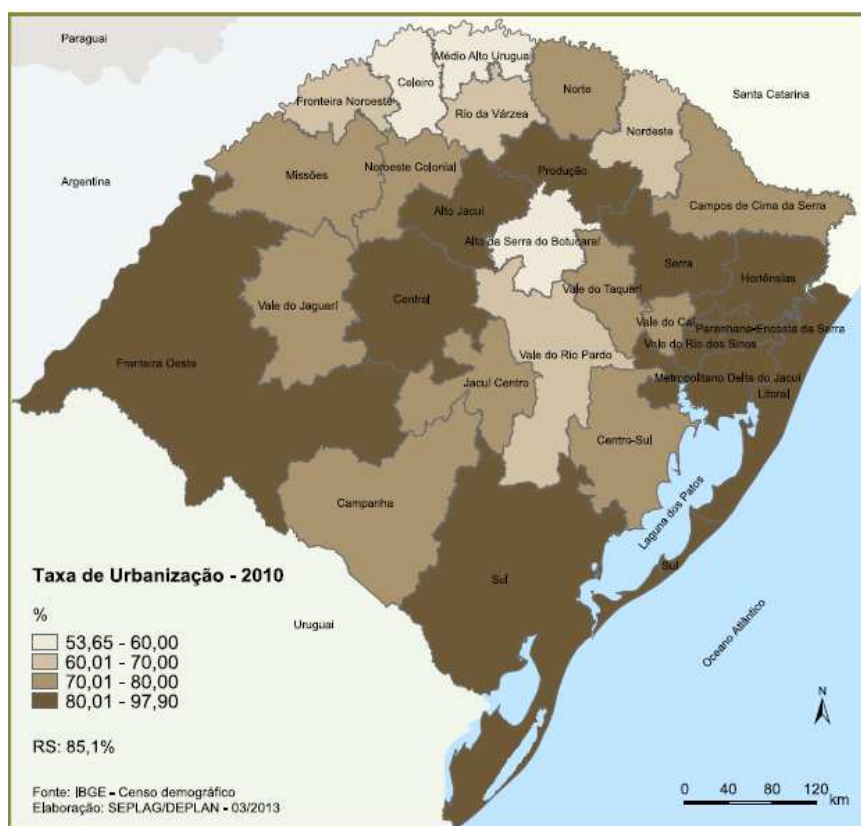 Paraguai
Médio Alto Uruguai
Celeiro
Norte
Santa Catarina
Fronteira Noroeste
Rio da Várzea
Nordeste
Missões
Noroeste Colonial
Produção
Argentina
Campos de Cima da Serra
Alto Jacuí
Alto da Serra do Botucaraí
Serra
Hortênsias
Vale do Jaguari
Central
Vale do Taquari
Vale do Caí
Paranhana-Encosta da Serra
Vale do Rio dos Sinos
Fronteira Oeste
Vale do Rio Pardo
Jacuí Centro
Metropolitano Delta do Jacuí
Litoral
Centro-Sul
Campanha
Laguna dos Patos
Sul
Sul
Uruguai
Oceano Atlântico
Taxa de Urbanização - 2010
%
53,65 - 60,00
60,01 - 70,00
70,01 - 80,00
80,01 - 97,90
RS: 85,1%
Fonte: IBGE - Censo demográfico
Elaboração: SEPLAG/DEPLAN - 03/2013
N
0 40 80 120
km